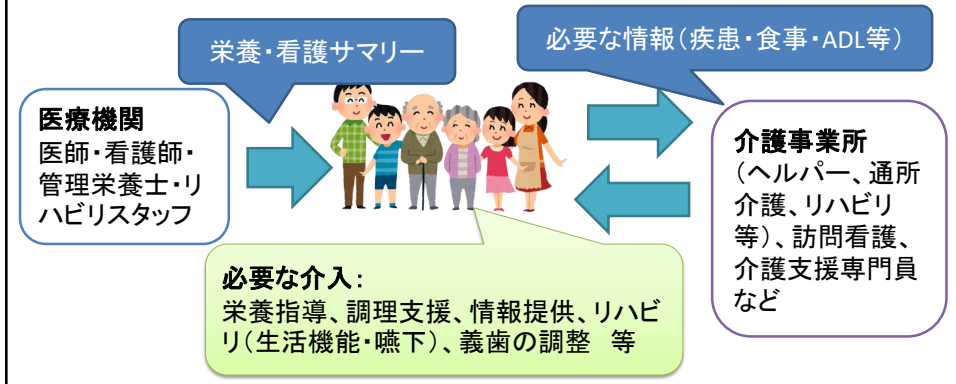 栄養・看護サマリー
必要な情報(疾患・食事・ADL等)
医療機関
医師・看護師・
管理栄養士・リ
ハビリスタッフ
介護事業所
(ヘルパー、通所
介護、リハビリ
等)、訪問看護、
介護支援専門員
など
必要な介入:
栄養指導、調理支援、情報提供、リハビ
リ(生活機能・嚥下)、義歯の調整　等